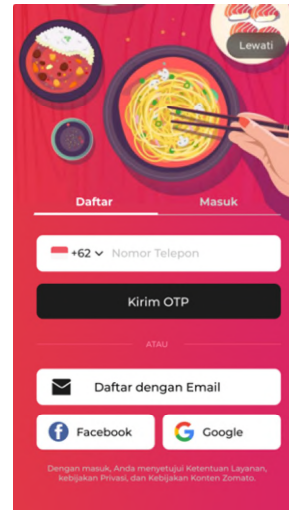 Lewati
Daftar
Masuk
+62
Nomor Telepon
Kirim OTP
ATAU
Daftar dengan Email
Facebook
Google
Dengan masuk, Anda menyetujui Ketentuan Layanan,
kebijakan Privasi, dan Kebijakan Konten Zomato.